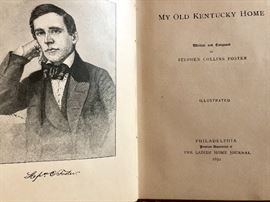 MY OLD KENTUCKY HOME
Written and Composed
STEPHEN COLLINS FOSTER
ILLUSTRATED
PHILADELPHIA
THE LADIES' HOME JOURNAL